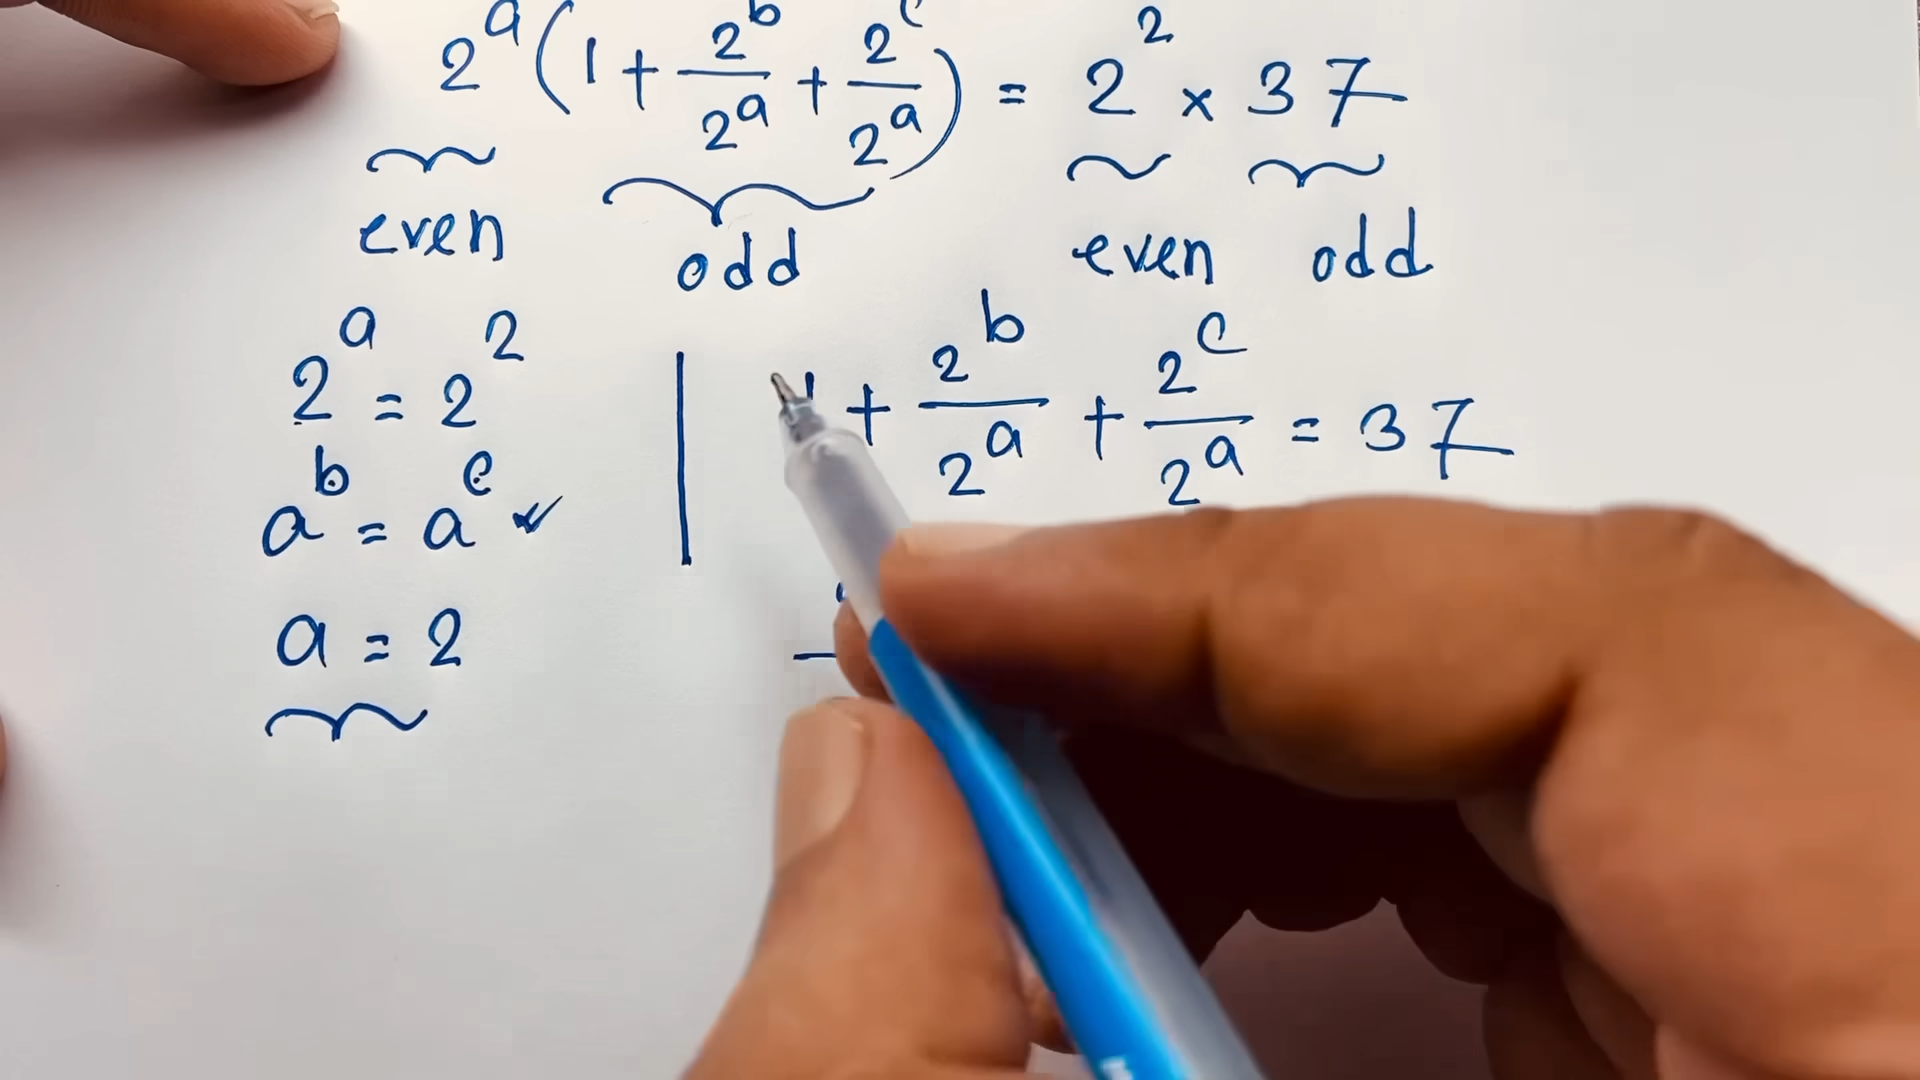 2^a (1 + 2^b/2^a + 2^c/2^a) = 2^2 × 37
even odd even odd
2^a = 2^2 | 1 + 2^b/2^a + 2^c/2^a = 37
a^b = a^c ✓
a = 2